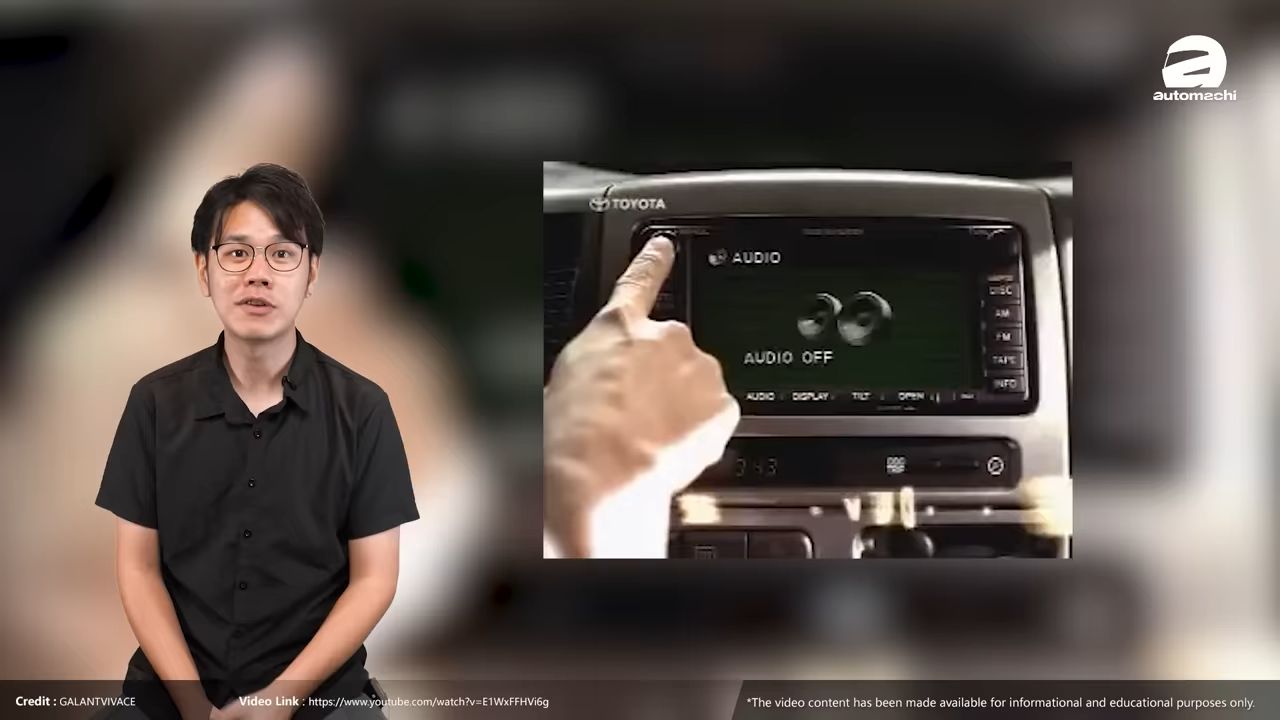 automachi
TOYOTA
AUDIO
DISC
AM
FM
TAPE
INFO
AUDIO OFF
AUDIO DISPLAY TILT OPEN
Credit : GALANTVIVACE
Video Link : https://www.youtube.com/watch?v=E1WxFFHVi6g
*The video content has been made available for informational and educational purposes only.